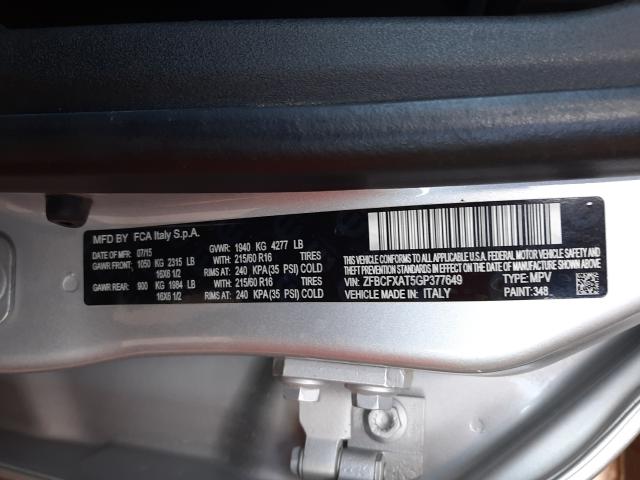 MFD BY FCA Italy S.p.A.
DATE OF MFR: 07/15 GVWR: 1940 KG 4277 LB
GAWR FRONT: 1050 KG 2315 LB 215/60 R16 TIRES
16X6 1/2 RIMS AT: 240 KPA(35 PSI) COLD
GAWR REAR: 900 KG 1984 LB 215/60 R16 TIRES
16X6 1/2 RIMS AT: 240 KPA(35 PSI) COLD
THIS VEHICLE CONFORMS TO ALL APPLICABLE U.S.A. FEDERAL MOTOR VEHICLE SAFETY,
BUMPER, AND THEFT PREVENTION STANDARDS IN EFFECT ON THE DATE OF MANUFACTURE SHOWN ABOVE.
VIN: ZFBCFXAT5GP377649 TYPE: MPV
VEHICLE MADE IN: ITALY PAINT: 348